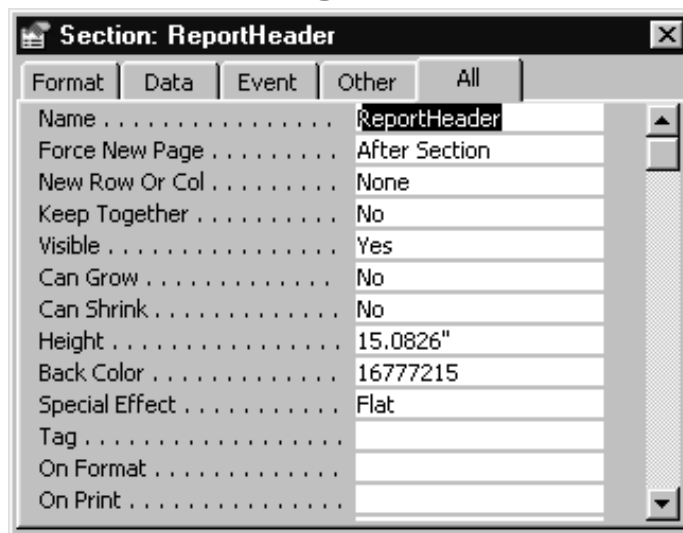 Section: ReportHeader
Format Data Event Other All
Name . . . . . . . . . . . . . . . . ReportHeader
Force New Page . . . . . . . . . After Section
New Row Or Col . . . . . . . . . None
Keep Together . . . . . . . . . . No
Visible . . . . . . . . . . . . . . . . Yes
Can Grow . . . . . . . . . . . . . No
Can Shrink . . . . . . . . . . . . . No
Height . . . . . . . . . . . . . . . . 15.0826"
Back Color . . . . . . . . . . . . . 16777215
Special Effect . . . . . . . . . . . Flat
Tag . . . . . . . . . . . . . . . . . .
On Format . . . . . . . . . . . . .
On Print . . . . . . . . . . . . . . .